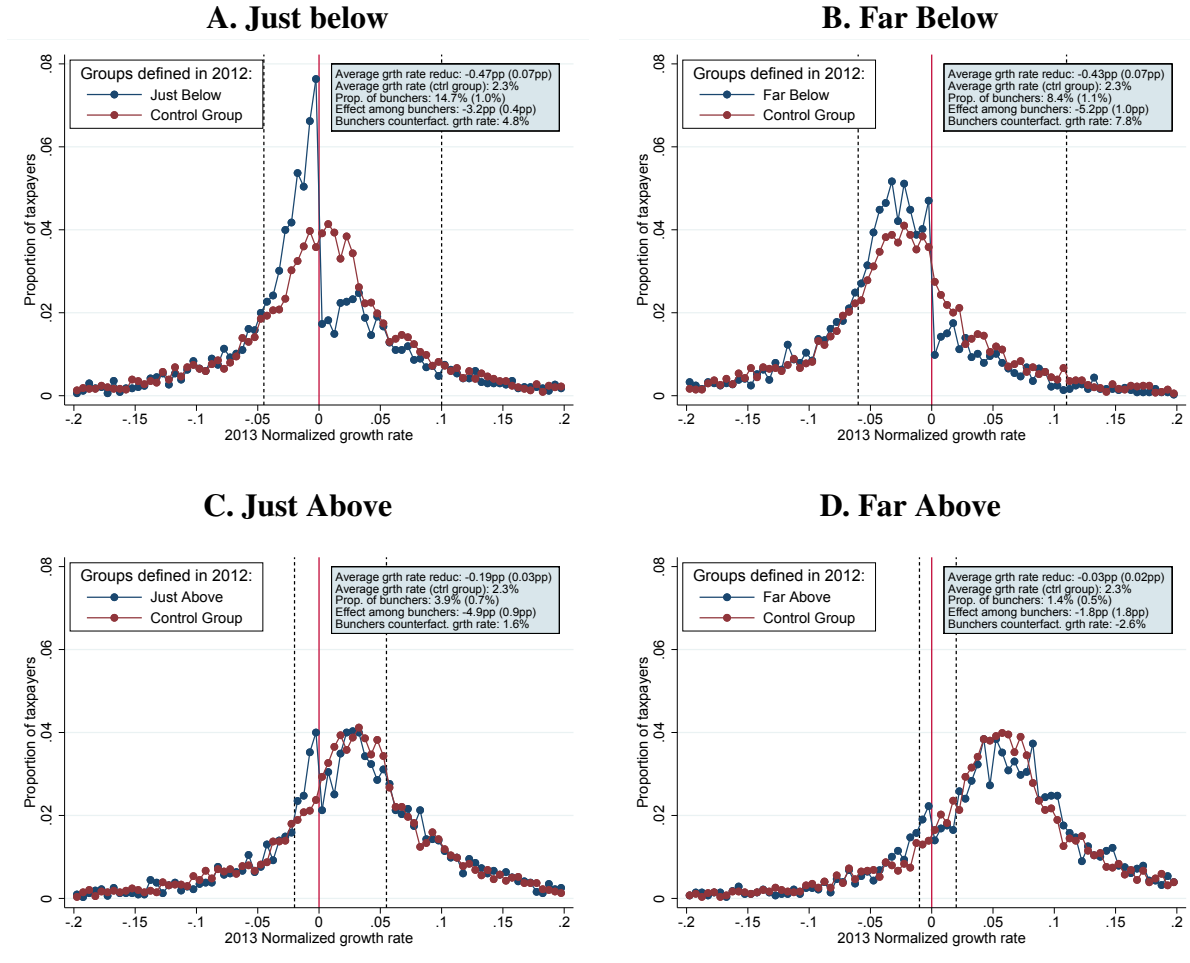 A. Just below
.08
.06
.04
.02
0
Proportion of taxpayers
Groups defined in 2012:
Just Below
Control Group
Average grth rate reduc: -0.47pp (0.07pp)
Average grth rate (ctrl group): 2.3%
Prop. of bunchers: 14.7% (1.0%)
Effect among bunchers: -3.2pp (0.4pp)
Bunchers counterfact. grth rate: 4.8%
-.2 -.15 -.1 -.05 0 .05 .1 .15 .2
2013 Normalized growth rate
B. Far Below
.08
.06
.04
.02
0
Proportion of taxpayers
Groups defined in 2012:
Far Below
Control Group
Average grth rate reduc: -0.43pp (0.07pp)
Average grth rate (ctrl group): 2.3%
Prop. of bunchers: 8.4% (1.1%)
Effect among bunchers: -5.2pp (1.0pp)
Bunchers counterfact. grth rate: 7.8%
-.2 -.15 -.1 -.05 0 .05 .1 .15 .2
2013 Normalized growth rate
C. Just Above
.08
.06
.04
.02
0
Proportion of taxpayers
Groups defined in 2012:
Just Above
Control Group
Average grth rate reduc: -0.19pp (0.03pp)
Average grth rate (ctrl group): 2.3%
Prop. of bunchers: 3.9% (0.7%)
Effect among bunchers: -4.9pp (0.9pp)
Bunchers counterfact. grth rate: 1.6%
-.2 -.15 -.1 -.05 0 .05 .1 .15 .2
2013 Normalized growth rate
D. Far Above
.08
.06
.04
.02
0
Proportion of taxpayers
Groups defined in 2012:
Far Above
Control Group
Average grth rate reduc: -0.03pp (0.02pp)
Average grth rate (ctrl group): 2.3%
Prop. of bunchers: 1.4% (0.5%)
Effect among bunchers: -1.8pp (1.8pp)
Bunchers counterfact. grth rate: -2.6%
-.2 -.15 -.1 -.05 0 .05 .1 .15 .2
2013 Normalized growth rate